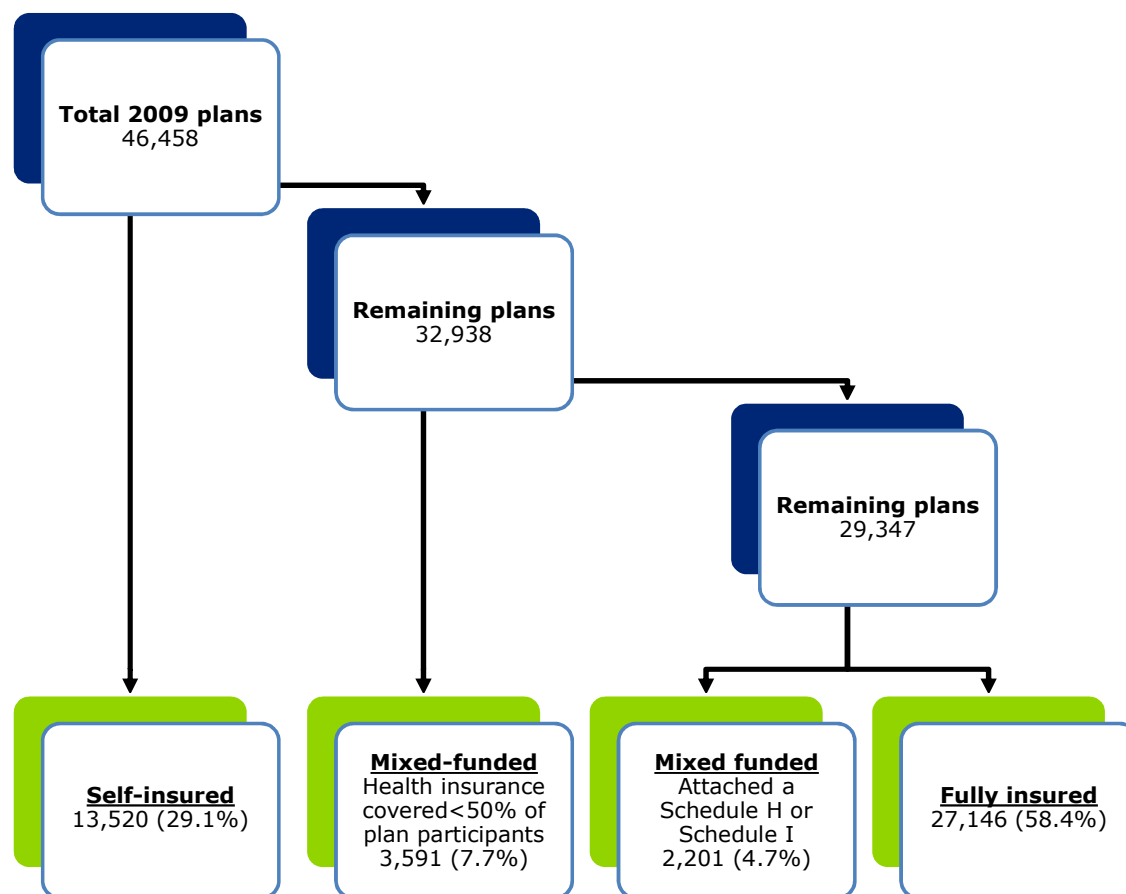 Total 2009 plans
46,458
Remaining plans
32,938
Remaining plans
29,347
Self-insured
13,520 (29.1%)
Mixed-funded
Health insurance
covered<50% of
plan participants
3,591 (7.7%)
Mixed funded
Attached a
Schedule H or
Schedule I
2,201 (4.7%)
Fully insured
27,146 (58.4%)